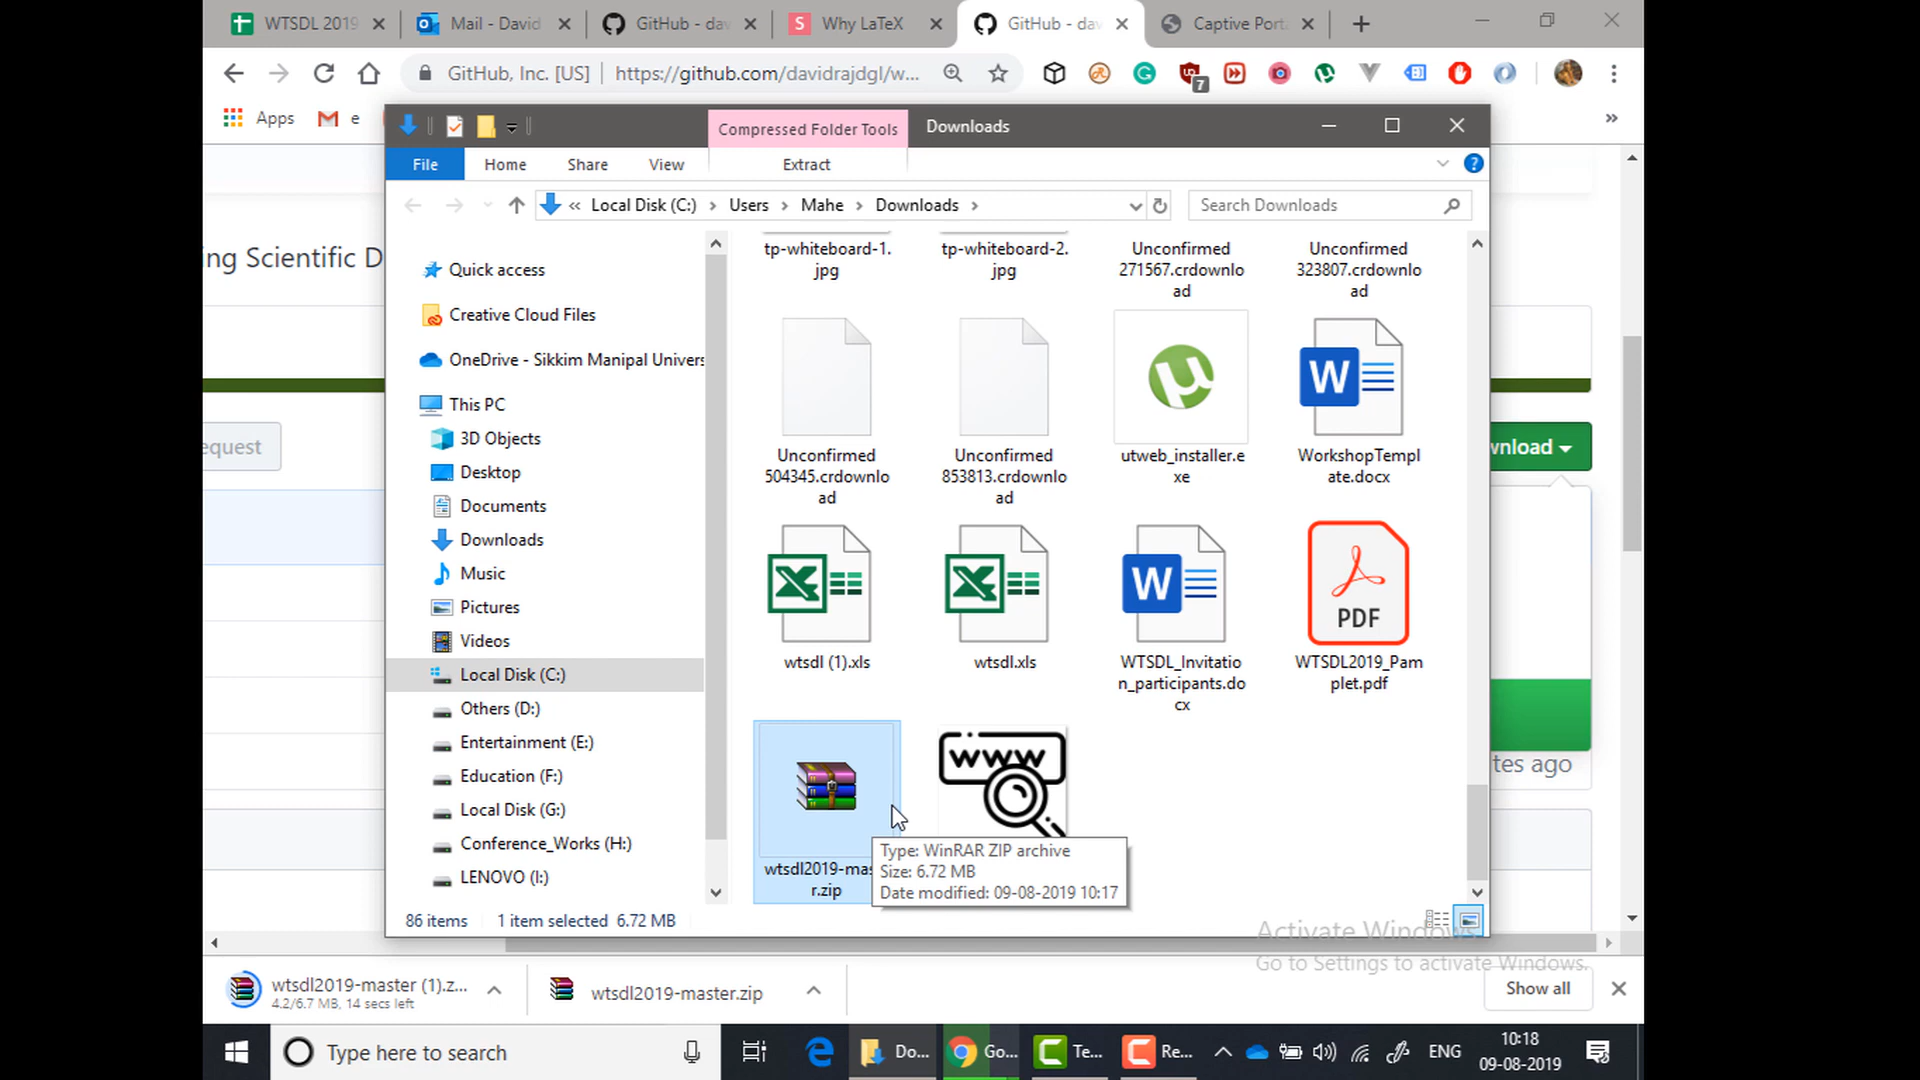 WTSDL 2019
Mail - David
GitHub - dav
Why LaTeX
GitHub - dav
Captive Port
GitHub, Inc. [US]
https://github.com/davidrajdgl/w...
7
Apps
e
»
Compressed Folder Tools
Downloads
File
Home
Share
View
Extract
« Local Disk (C:) > Users > Mahe > Downloads >
Search Downloads
ing Scientific D
equest
wnload
tes ago
Quick access
Creative Cloud Files
OneDrive - Sikkim Manipal Univers
This PC
3D Objects
Desktop
Documents
Downloads
Music
Pictures
Videos
Local Disk (C:)
Others (D:)
Entertainment (E:)
Education (F:)
Local Disk (G:)
Conference_Works (H:)
LENOVO (I:)
tp-whiteboard-1.
jpg
tp-whiteboard-2.
jpg
Unconfirmed
271567.crdownlo
ad
Unconfirmed
323807.crdownlo
ad
Unconfirmed
504345.crdownlo
ad
Unconfirmed
853813.crdownlo
ad
utweb_installer.e
xe
WorkshopTempl
ate.docx
wtsdl (1).xls
wtsdl.xls
WTSDL_Invitatio
n_participants.do
cx
PDF
WTSDL2019_Pam
plet.pdf
wtsdl2019-mas
r.zip
www
Type: WinRAR ZIP archive
Size: 6.72 MB
Date modified: 09-08-2019 10:17
86 items
1 item selected 6.72 MB
Activate Windows
Go to Settings to activate Windows.
wtsdl2019-master (1).z...
4.2/6.7 MB, 14 secs left
wtsdl2019-master.zip
Show all
Type here to search
Do...
Go...
Te...
Re...
ENG
10:18
09-08-2019